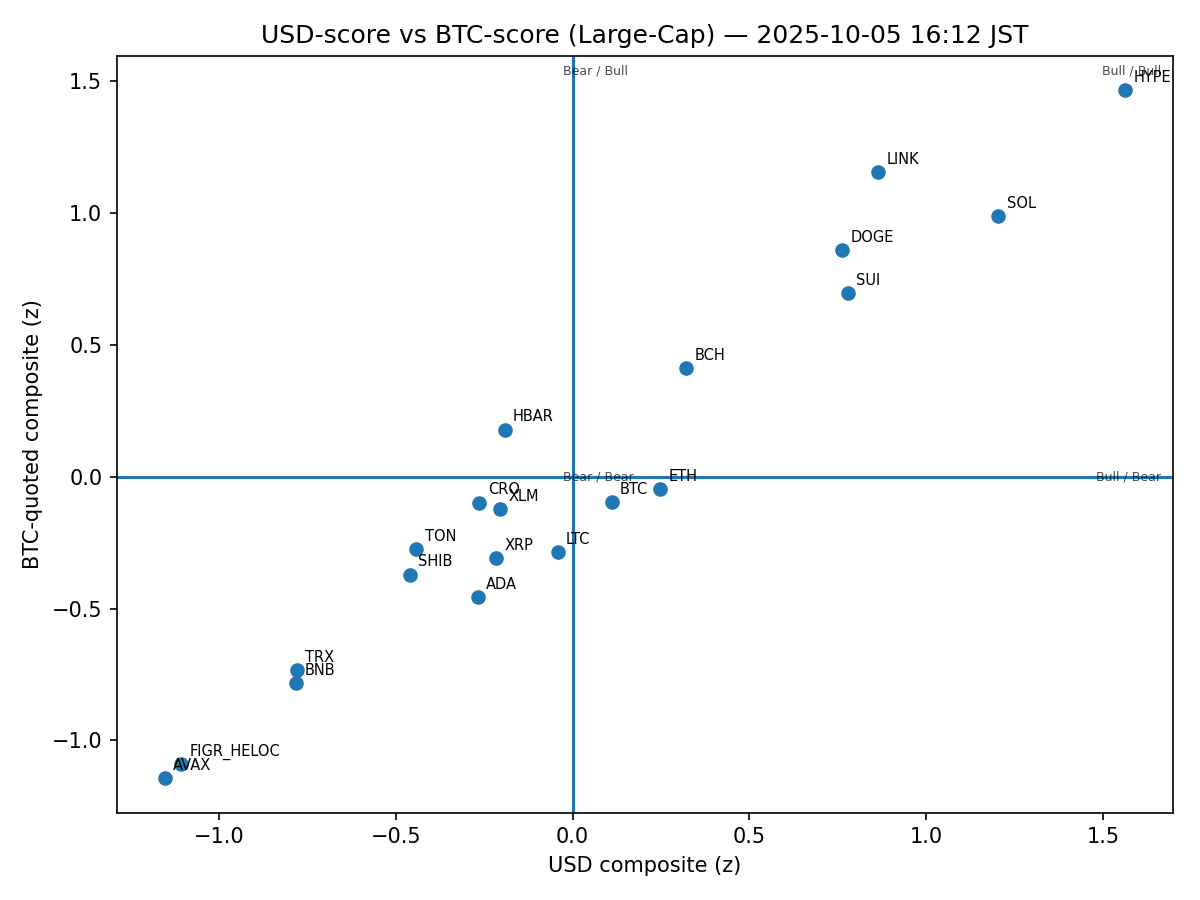 USD-score vs BTC-score (Large-Cap) — 2025-10-05 16:12 JST
Bear / Bull
Bull / Bull
HYPE
LINK
SOL
DOGE
SUI
BCH
HBAR
Bear / Bear
Bull / Bear
ETH
CRO
XLM
BTC
LTC
TON
XRP
SHIB
ADA
TRX
BNB
FIGR_HELOC
AVAX
1.5
1.0
0.5
0.0
−0.5
−1.0
BTC-quoted composite (z)
−1.0
−0.5
0.0
0.5
1.0
1.5
USD composite (z)